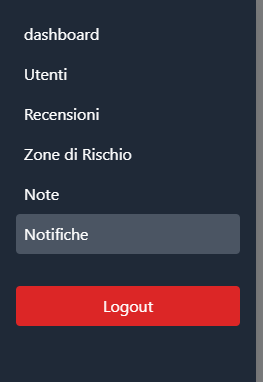 dashboard
Utenti
Recensioni
Zone di Rischio
Note
Notifiche
Logout